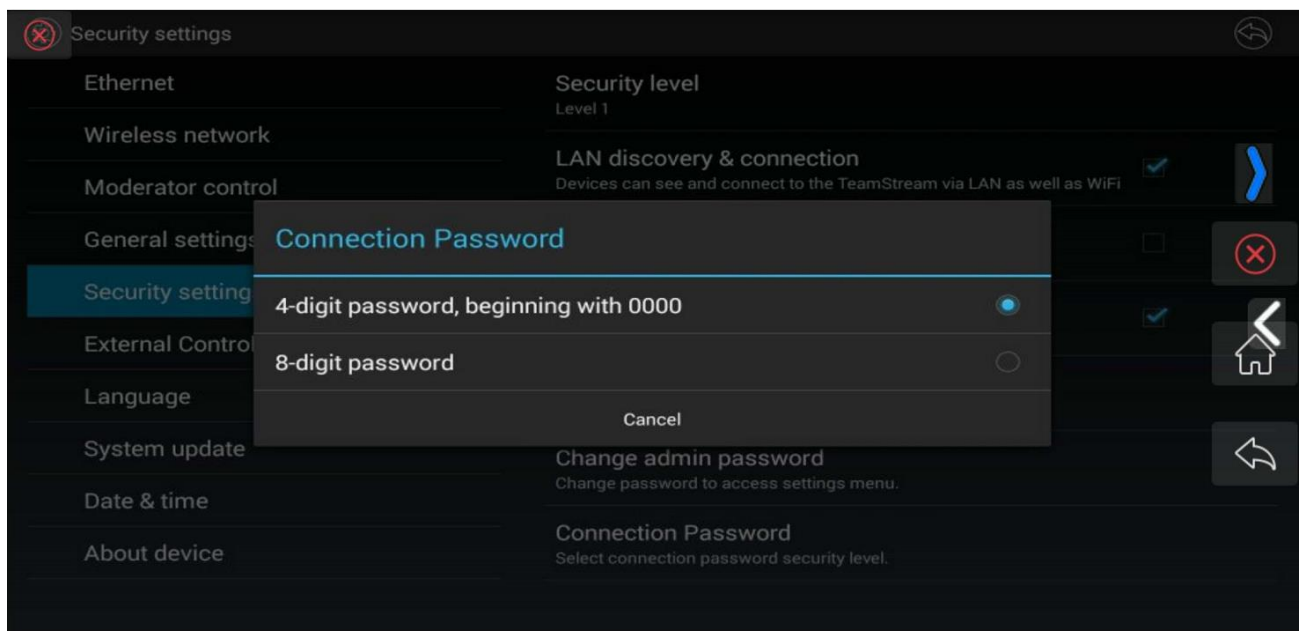 Security settings
Ethernet
Wireless network
Moderator control
General settings
Security setting
External Control
Language
System update
Date & time
About device
Security level
Level 1
LAN discovery & connection
Devices can see and connect to the TeamStream via LAN as well as WiFi
Connection Password
4-digit password, beginning with 0000
8-digit password
Cancel
Change admin password
Change password to access settings menu.
Connection Password
Select connection password security level.